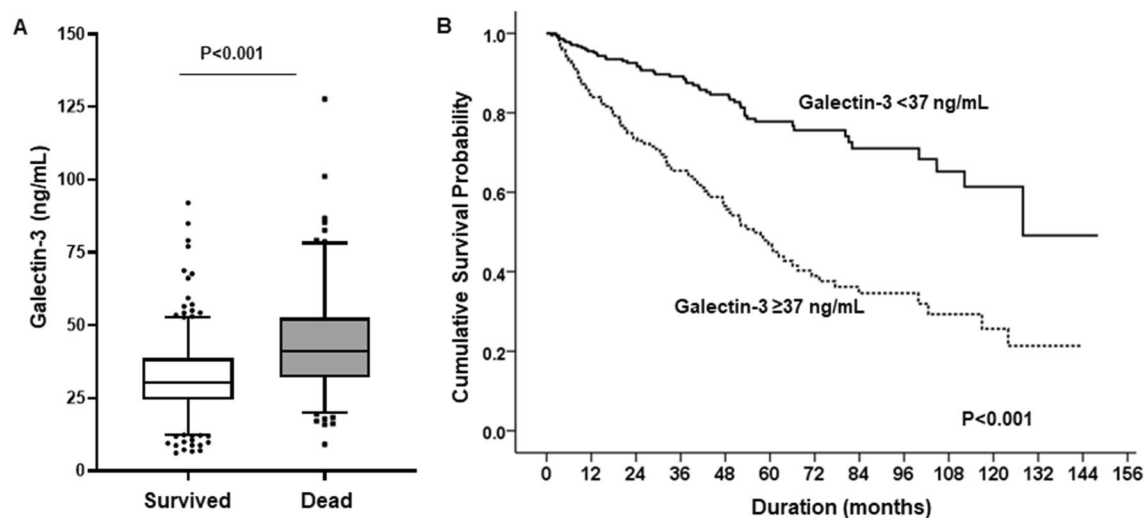 A
P<0.001
Galectin-3 (ng/mL)
150
125
100
75
50
25
0
Survived
Dead
B
Cumulative Survival Probability
1.0
0.8
0.6
0.4
0.2
0.0
Galectin-3 <37 ng/mL
Galectin-3 ≥37 ng/mL
P<0.001
0 12 24 36 48 60 72 84 96 108 120 132 144 156
Duration (months)